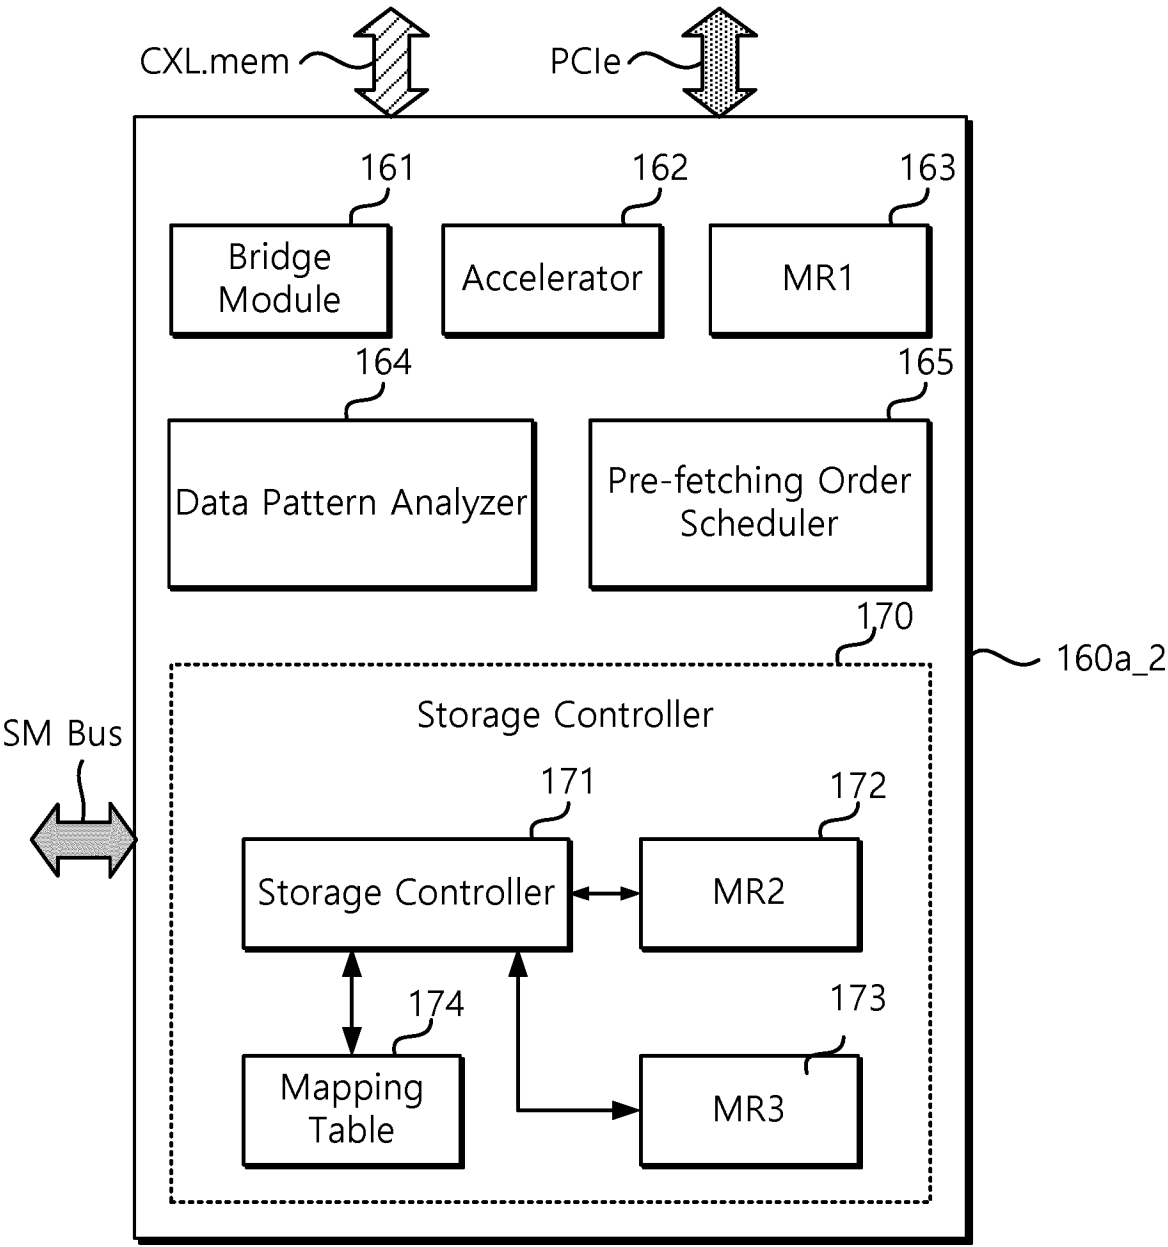 CXL.mem
PCIe
161
162
163
Bridge
Module
Accelerator
MR1
164
165
Data Pattern Analyzer
Pre-fetching Order
Scheduler
170
160a_2
Storage Controller
SM Bus
171
172
Storage Controller
MR2
174
173
Mapping
Table
MR3